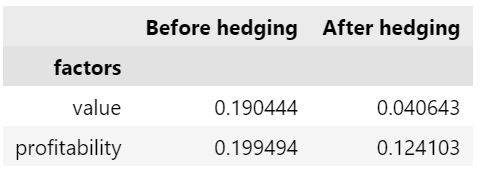 Before hedging After hedging
factors
value 0.190444 0.040643
profitability 0.199494 0.124103